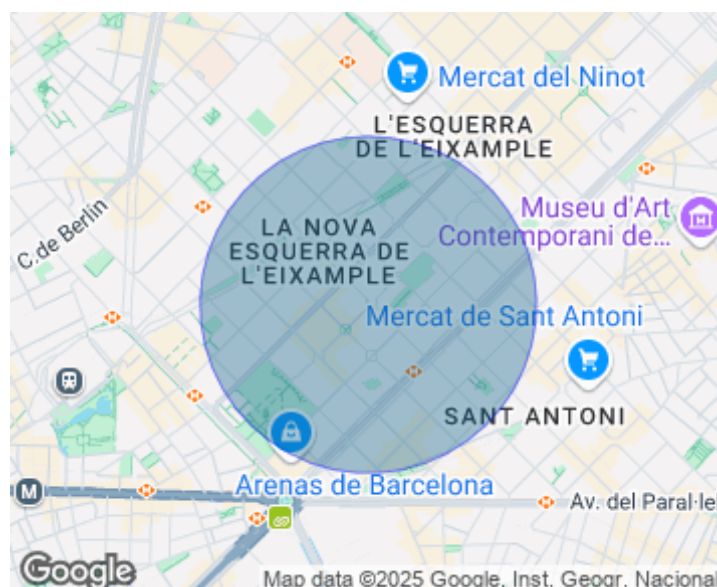 Mercat del Ninot
L'ESQUERRA
DE L'EIXAMPLE
C. de Berlín
LA NOVA
ESQUERRA DE
L'EIXAMPLE
Museu d'Art
Contemporani de...
Mercat de Sant Antoni
SANT ANTONI
Arenas de Barcelona
M
Av. del Paral·le
Google
Map data ©2025 Google, Inst. Geogr. Nacional